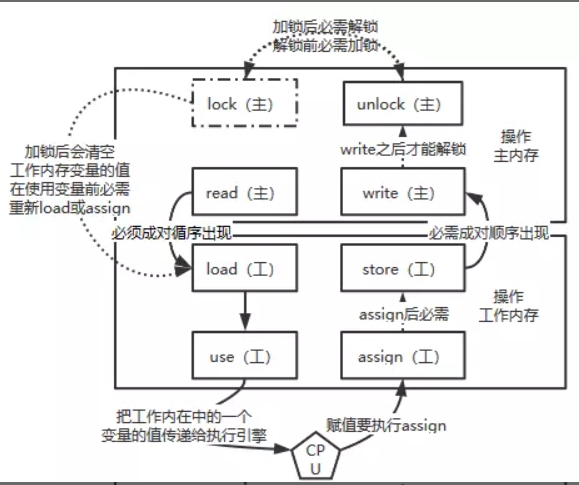 加锁后必需解锁
解锁前必需加锁
lock（主）
unlock（主）
加锁后会清空
工作内存变量的值
在使用变量前必需
重新load或assign
write之后才能解锁
操作
主内存
read（主）
write（主）
必须成对循序出现
必需成对顺序出现
load（工）
store（工）
操作
工作内存
assign后必需
use（工）
assign（工）
把工作内在中的一个
变量的值传递给执行引擎
赋值要执行assign
CP
U